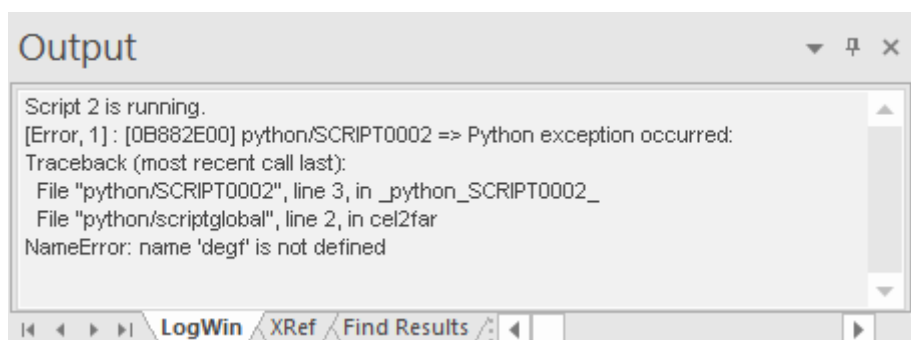 Output
Script 2 is running.
[Error, 1] : [0B882E00] python/SCRIPT0002 => Python exception occurred:
Traceback (most recent call last):
File "python/SCRIPT0002", line 3, in _python_SCRIPT0002_
File "python/scriptglobal", line 2, in cel2far
NameError: name 'degf' is not defined
LogWin XRef Find Results